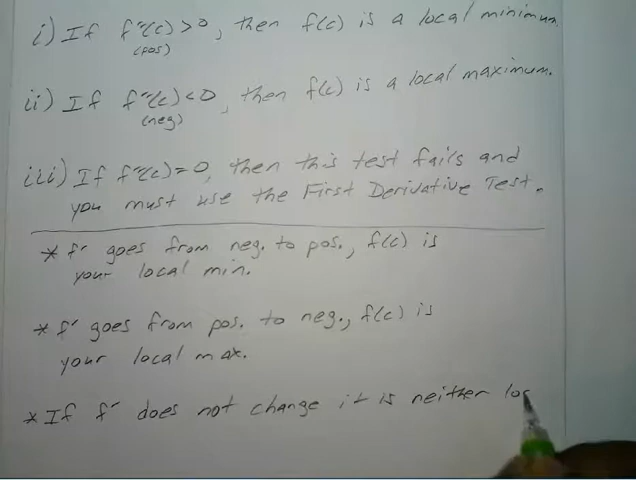 i) If f"(c) > 0, then f(c) is a local minimum.
(pos)
ii) If f"(c) < 0, then f(c) is a local maximum.
(neg)
iii) If f"(c) = 0, then this test fails and
you must use the First Derivative Test.
* f' goes from neg. to pos., f(c) is
your local min.
* f' goes from pos. to neg., f(c) is
your local max.
* If f' does not change it is neither loc